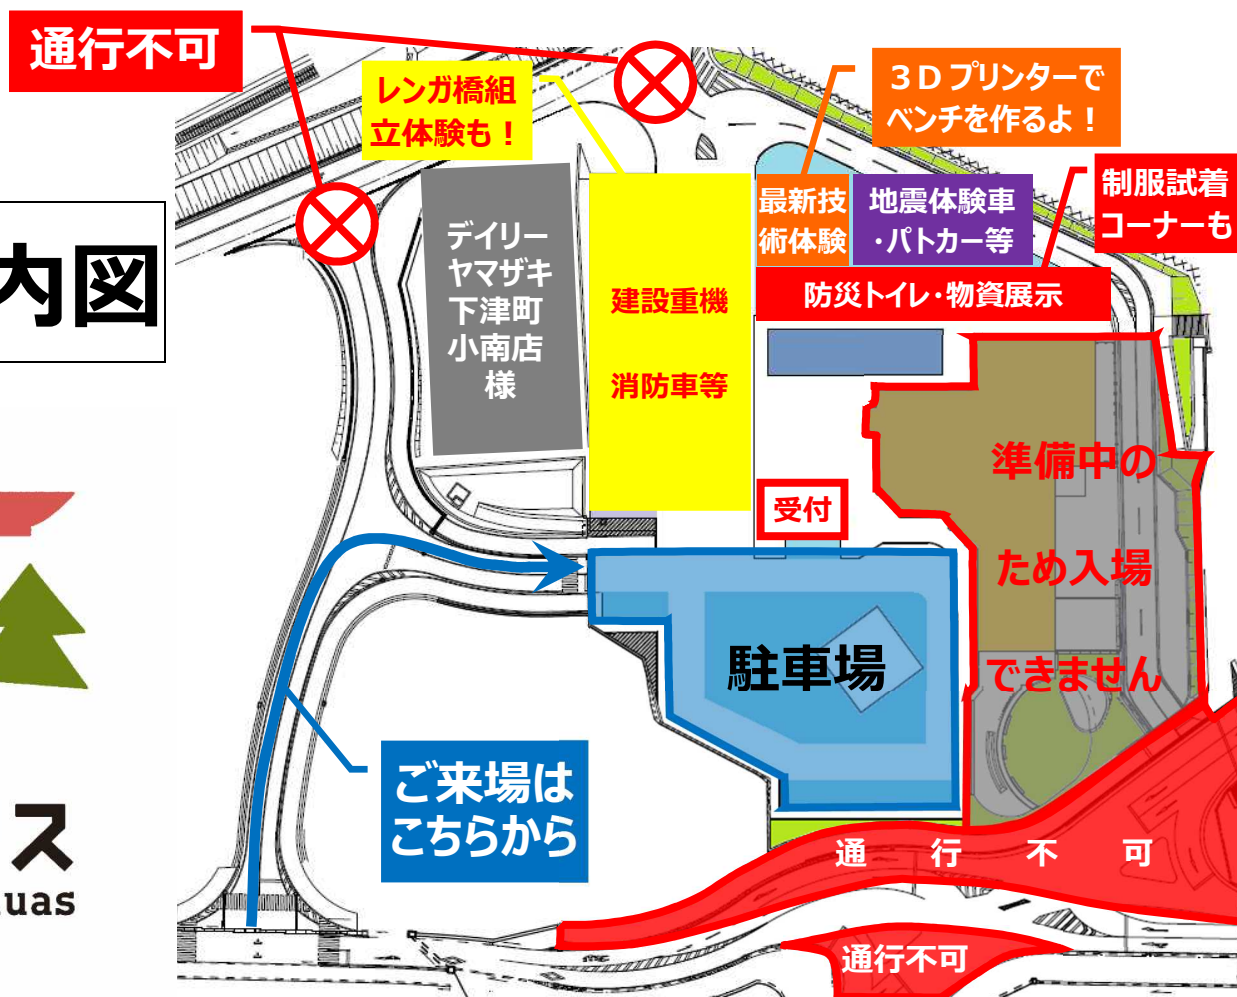 通行不可
レンガ橋組
立体験も！
３Ｄプリンターで
ベンチを作るよ！
制服試着
コーナーも
最新技
術体験
地震体験車
・パトカー等
防災トイレ・物資展示
内図
デイリー
ヤマザキ
下津町
小南店
様
建設重機
消防車等
受付
準備中の
ため入場
できません
駐車場
ご来場は
こちらから
ス
uas
通行不可
通行不可